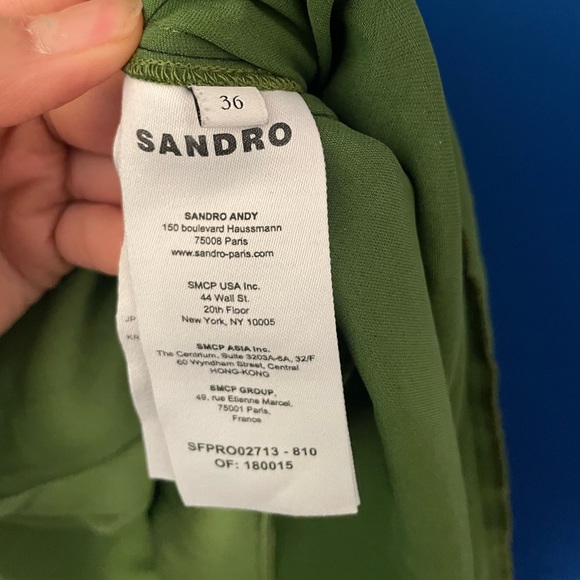 36
SANDRO
SANDRO ANDY
150 boulevard Haussmann
75008 Paris
www.sandro-paris.com
SMCP USA Inc.
44 Wall St.
20th Floor
New York, NY 10005
SMCP ASIA Inc.
The Centrium, Suite 3203A-6A, 32/F
60 Wyndham Street, Central
HONG-KONG
SMCP GROUP,
49, rue Etienne Marcel,
75001 Paris,
France
SFPRO02713 - 810
OF: 180015
JP
KR